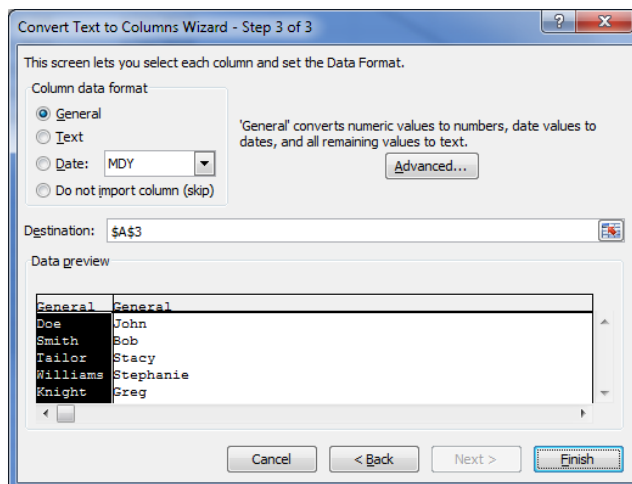 Convert Text to Columns Wizard - Step 3 of 3
This screen lets you select each column and set the Data Format.
Column data format
General
Text
Date: MDY
Do not import column (skip)
'General' converts numeric values to numbers, date values to
dates, and all remaining values to text.
Advanced...
Destination: $A$3
Data preview
General General
Doe John
Smith Bob
Tailor Stacy
Williams Stephanie
Knight Greg
Cancel < Back Next > Finish